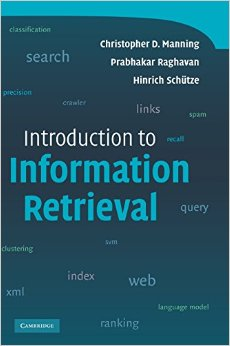 classification
Christopher D. Manning
search
Prabhakar Raghavan
precision
Hinrich Schütze
crawler
links
spam
Introduction to
recall
Information
Retrieval
query
clustering
svm
index
web
xml
language model
CAMBRIDGE
ranking